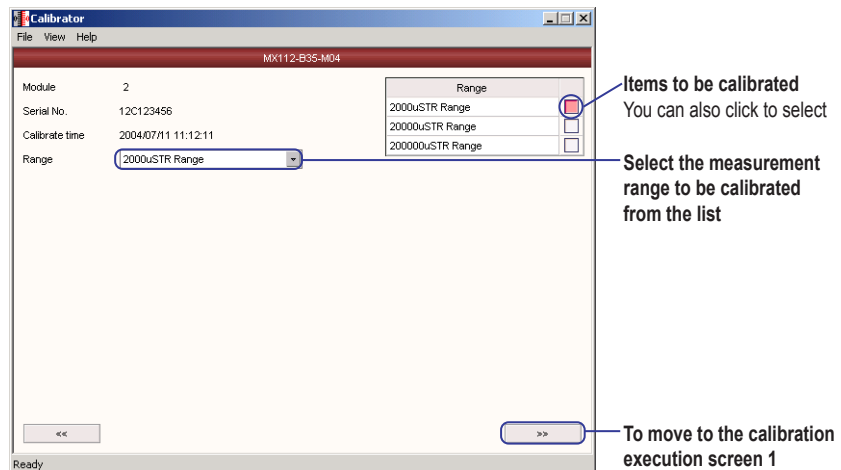 Calibrator
File View Help
MX112-B35-M04
Module 2
Serial No. 12C123456
Calibrate time 2004/07/11 11:12:11
Range 2000uSTR Range
Range
2000uSTR Range
20000uSTR Range
200000uSTR Range
<<
>>
Ready
Items to be calibrated
You can also click to select
Select the measurement
range to be calibrated
from the list
To move to the calibration
execution screen 1